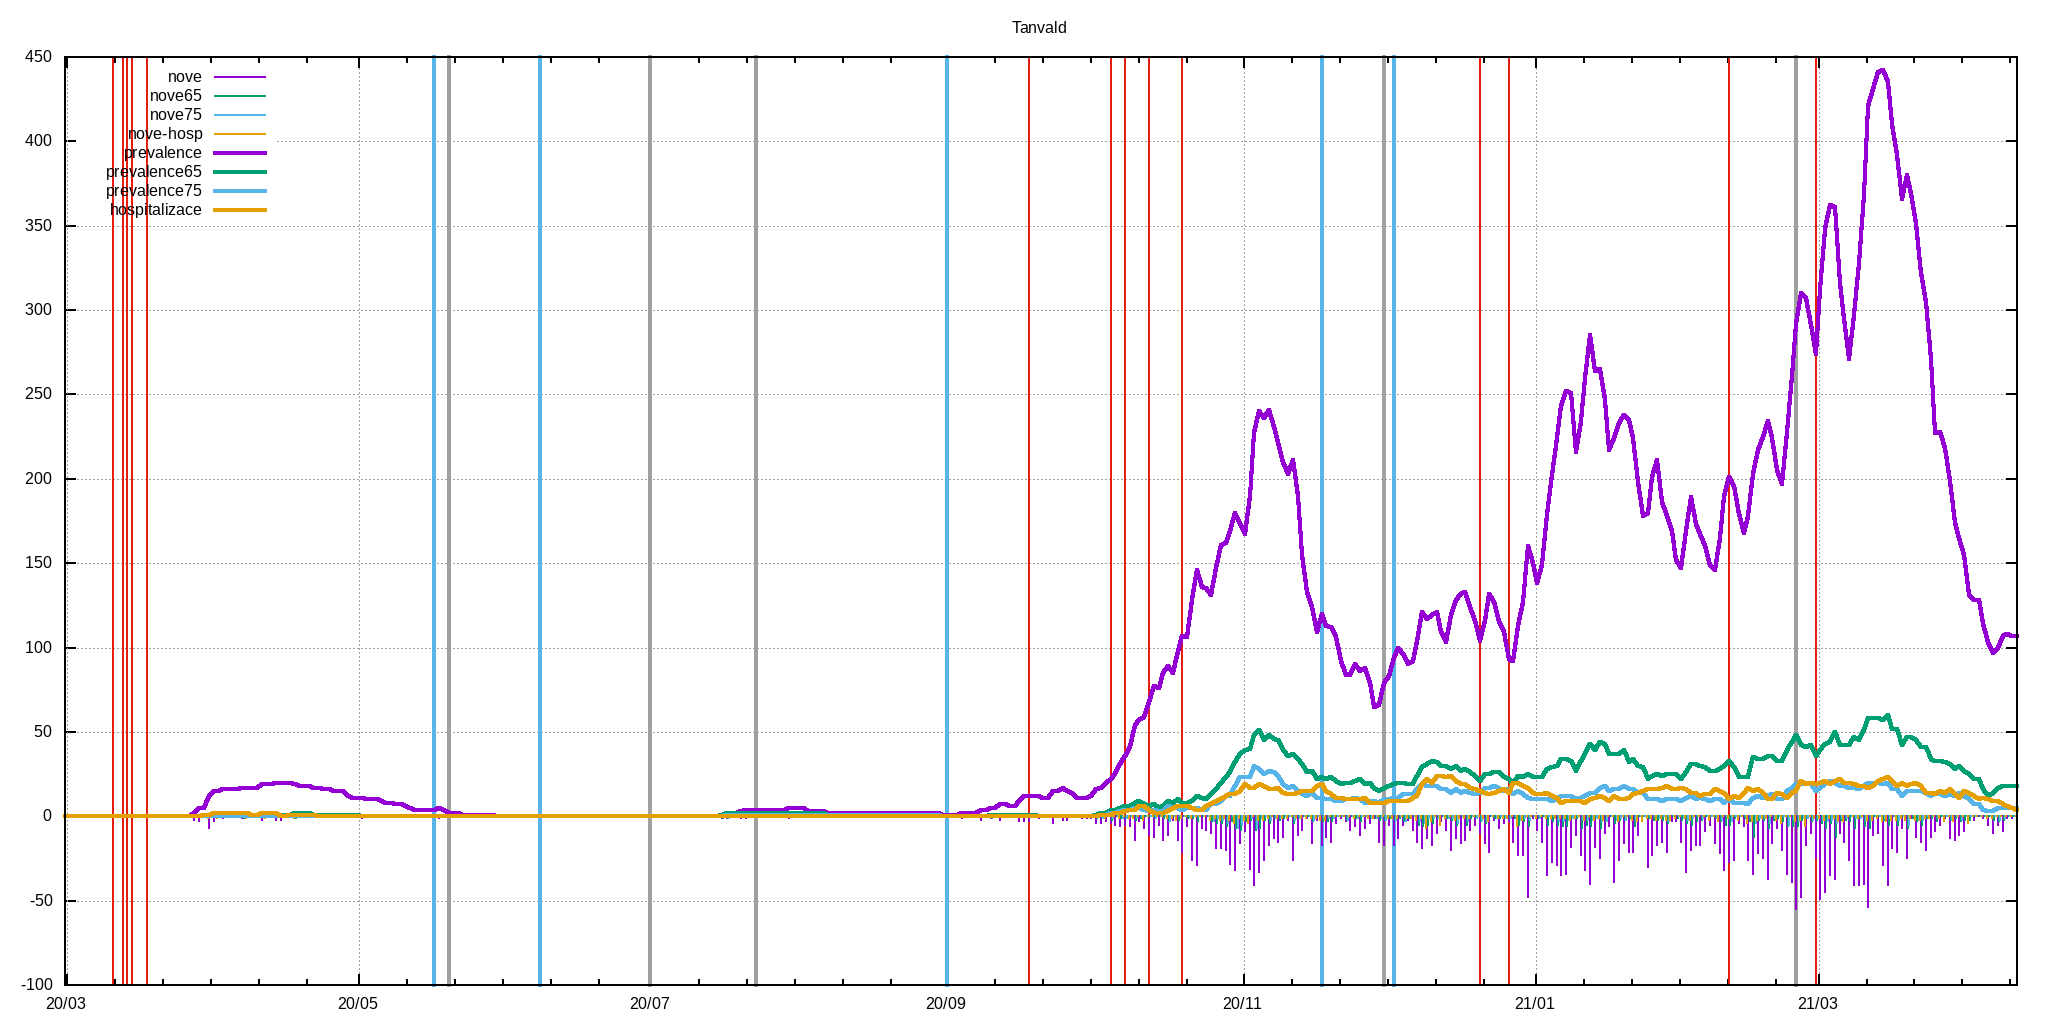 Tanvald
450
400
350
300
250
200
150
100
50
0
-50
-100
nove
nove65
nove75
nove-hosp
prevalence
prevalence65
prevalence75
hospitalizace
20/03 20/05 20/07 20/09 20/11 21/01 21/03